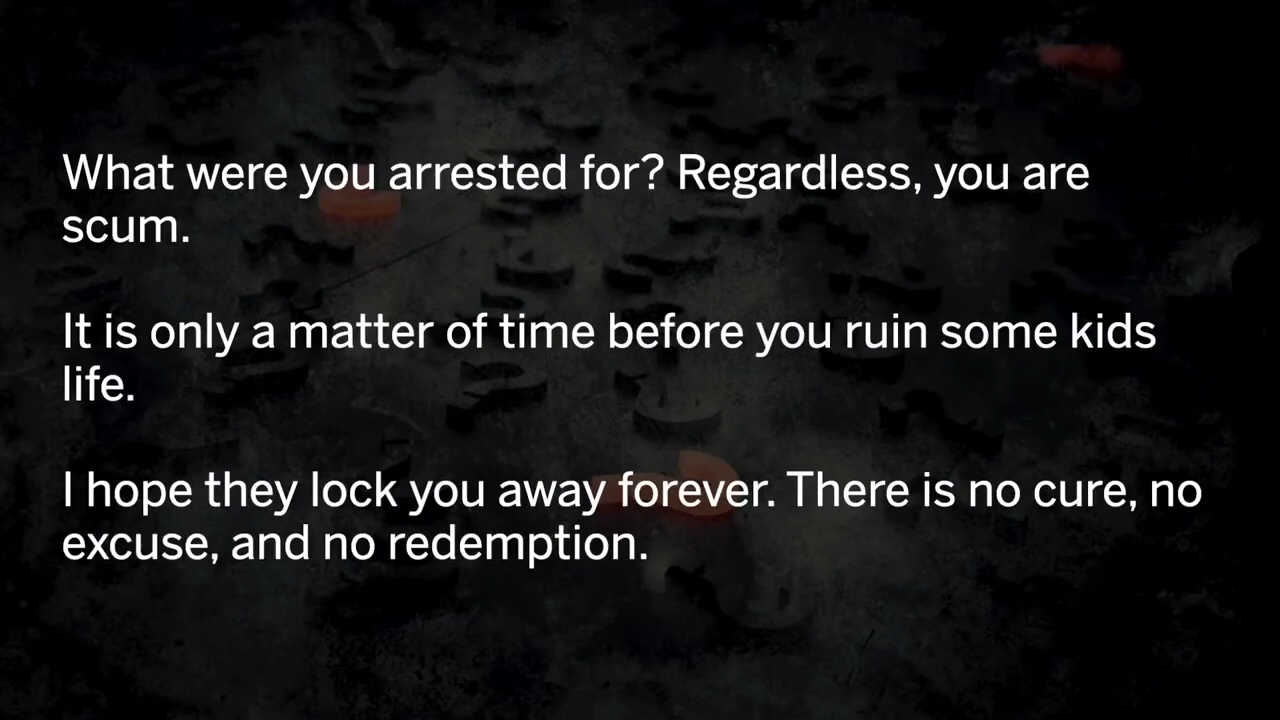 What were you arrested for? Regardless, you are
scum.
It is only a matter of time before you ruin some kids
life.
I hope they lock you away forever. There is no cure, no
excuse, and no redemption.